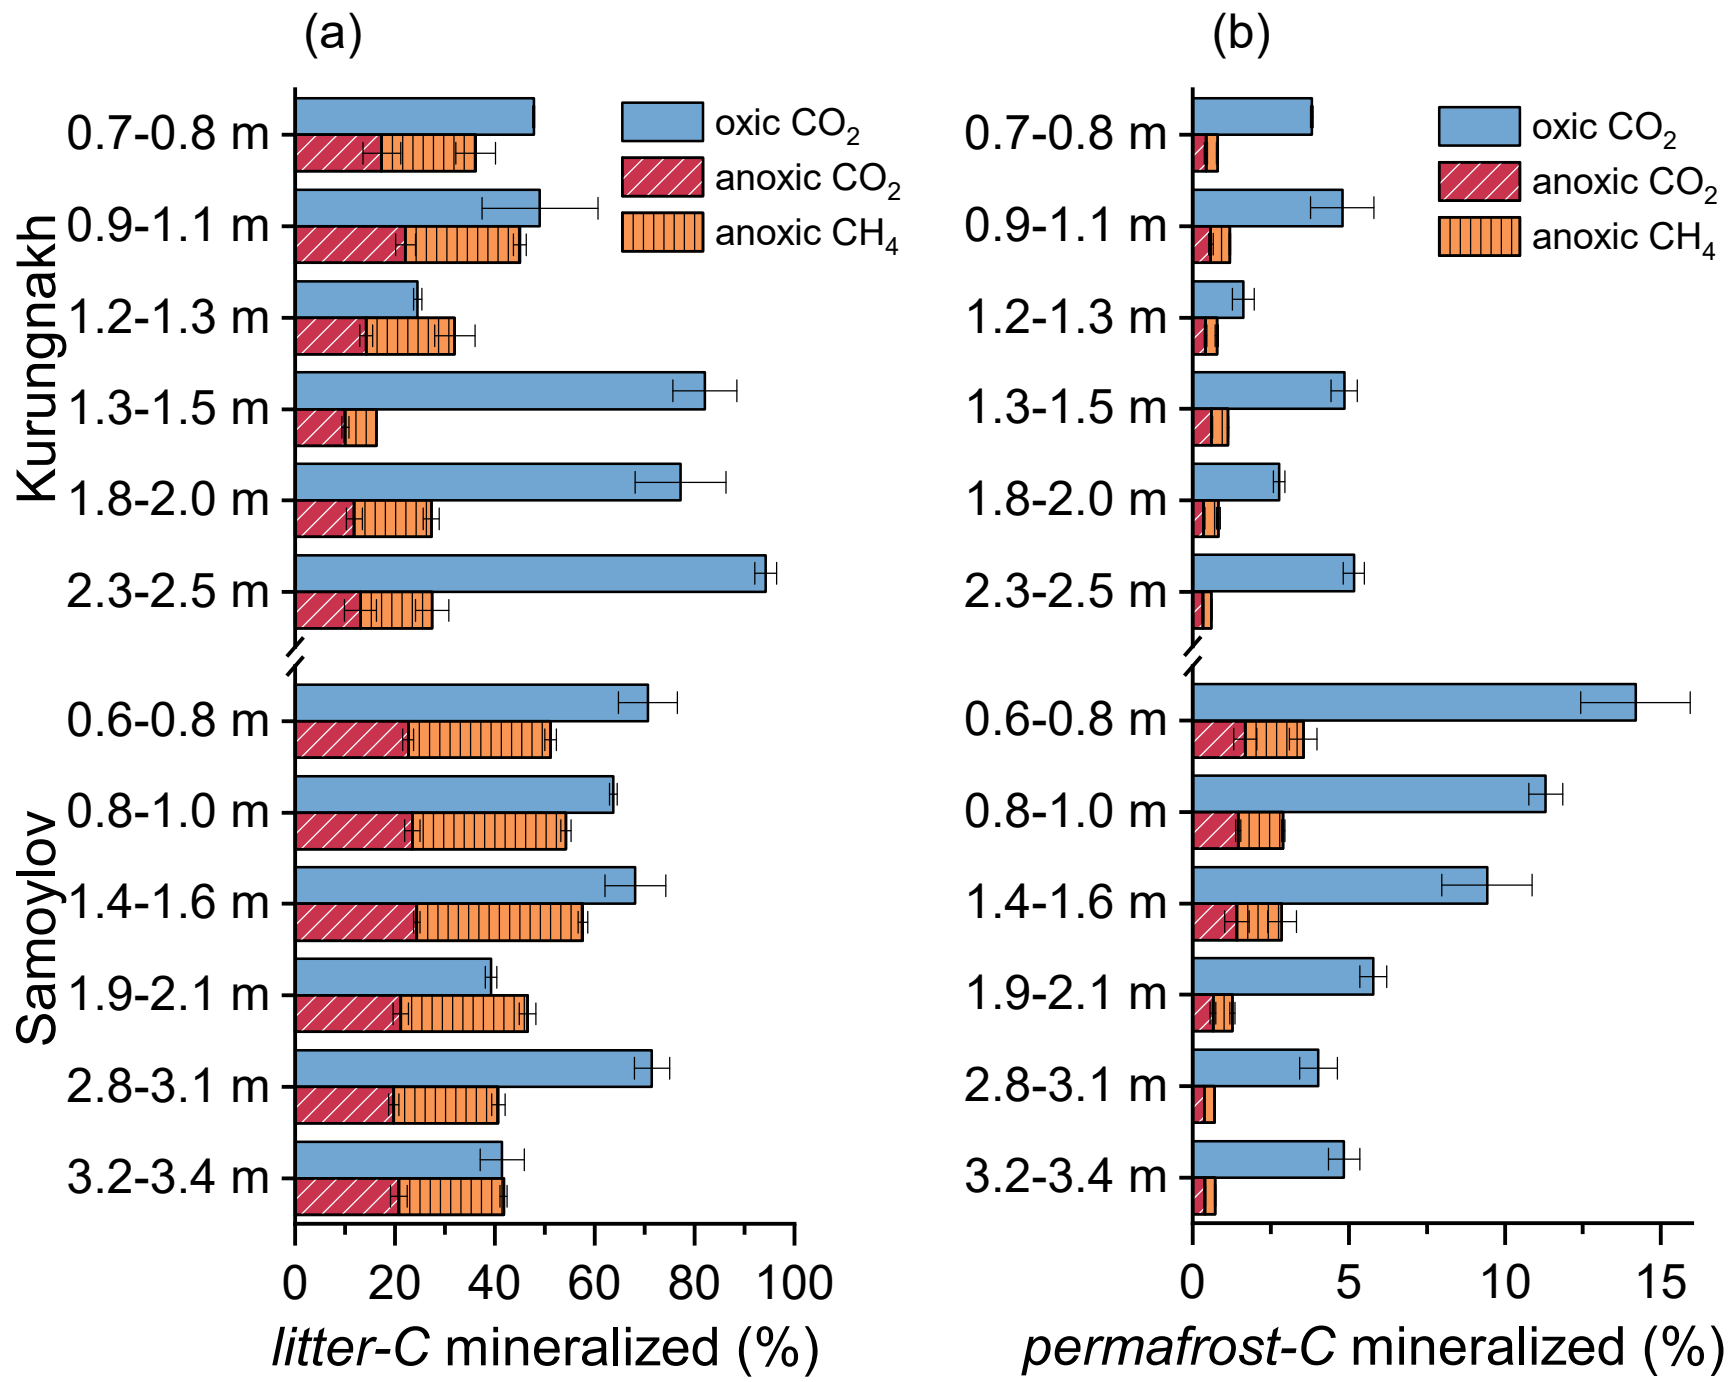 (a)
Kurungnakh
0.7-0.8 m
0.9-1.1 m
1.2-1.3 m
1.3-1.5 m
1.8-2.0 m
2.3-2.5 m
Samoylov
0.6-0.8 m
0.8-1.0 m
1.4-1.6 m
1.9-2.1 m
2.8-3.1 m
3.2-3.4 m
oxic CO₂
anoxic CO₂
anoxic CH₄
0 20 40 60 80 100
litter-C mineralized (%)
(b)
0.7-0.8 m
0.9-1.1 m
1.2-1.3 m
1.3-1.5 m
1.8-2.0 m
2.3-2.5 m
0.6-0.8 m
0.8-1.0 m
1.4-1.6 m
1.9-2.1 m
2.8-3.1 m
3.2-3.4 m
oxic CO₂
anoxic CO₂
anoxic CH₄
0 5 10 15
permafrost-C mineralized (%)